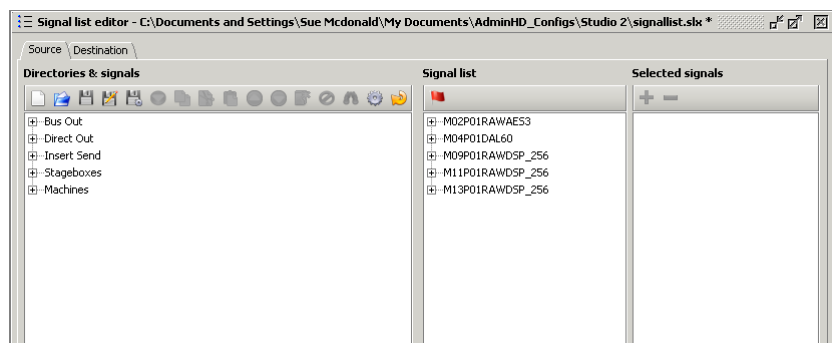 Signal list editor - C:\Documents and Settings\Sue Mcdonald\My Documents\AdminHD_Configs\Studio 2\signallist.slx *
Source Destination
Directories & signals Signal list Selected signals
Bus Out
Direct Out
Insert Send
Stageboxes
Machines
M02P01RAWAES3
M04P01DAL60
M09P01RAWDSP_256
M11P01RAWDSP_256
M13P01RAWDSP_256